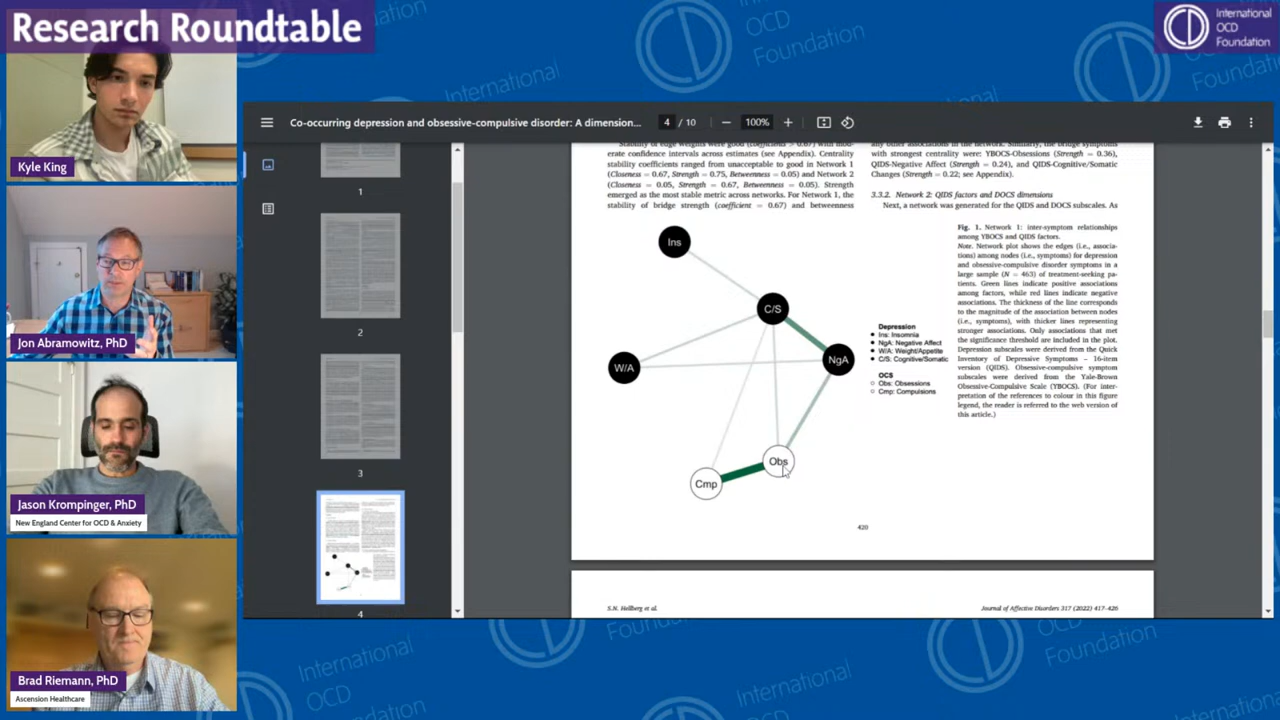 Research Roundtable
International
OCD
Foundation
Kyle King
Jon Abramowitz, PhD
Jason Krompinger, PhD
New England Center for OCD & Anxiety
Brad Riemann, PhD
Ascension Healthcare
Co-occurring depression and obsessive-compulsive disorder: A dimension...
4 / 10
100%
1
2
3
4
erate confidence intervals across estimates (see Appendix). Centrality
stability coefficients ranged from unacceptable to good in Network 1
(Closeness = 0.67, Strength = 0.75, Betweenness = 0.05) and Network 2
(Closeness = 0.05, Strength = 0.67, Betweenness = 0.05). Strength
emerged as the most stable metric across networks. For Network 1, the
stability of bridge strength (coefficient = 0.67) and betweenness
any other associations in the network. Similarly, the bridge symptoms
with strongest centrality were: YBOCS-Obsessions (Strength = 0.36),
QIDS-Negative Affect (Strength = 0.24), and QIDS-Cognitive/Somatic
Changes (Strength = 0.22; see Appendix).
3.3.2. Network 2: QIDS factors and DOCS dimensions
Next, a network was generated for the QIDS and DOCS subscales. As
Ins
C/S
W/A
NgA
Obs
Cmp
Depression
Ins: Insomnia
NgA: Negative Affect
W/A: Weight/Appetite
C/S: Cognitive/Somatic
OCS
Obs: Obsessions
Cmp: Compulsions
Fig. 1. Network 1: inter-symptom relationships
among YBOCS and QIDS factors.
Note. Network plot shows the edges (i.e., associa-
tions) among nodes (i.e., symptoms) for depression
and obsessive-compulsive disorder symptoms in a
large sample (N = 463) of treatment-seeking pa-
tients. Green lines indicate positive associations
among factors, while red lines indicate negative
associations. The thickness of the line corresponds
to the magnitude of the association between nodes
(i.e., symptoms), with thicker lines representing
stronger associations. Only associations that met
the significance threshold are included in the plot.
Depression subscales were derived from the Quick
Inventory of Depressive Symptoms – 16-item
version (QIDS). Obsessive-compulsive symptom
subscales were derived from the Yale-Brown
Obsessive-Compulsive Scale (YBOCS). (For inter-
pretation of the references to colour in this figure
legend, the reader is referred to the web version of
this article.)
420
S.N. Hellberg et al.
Journal of Affective Disorders 317 (2022) 417–426
International
OCD
Foundation